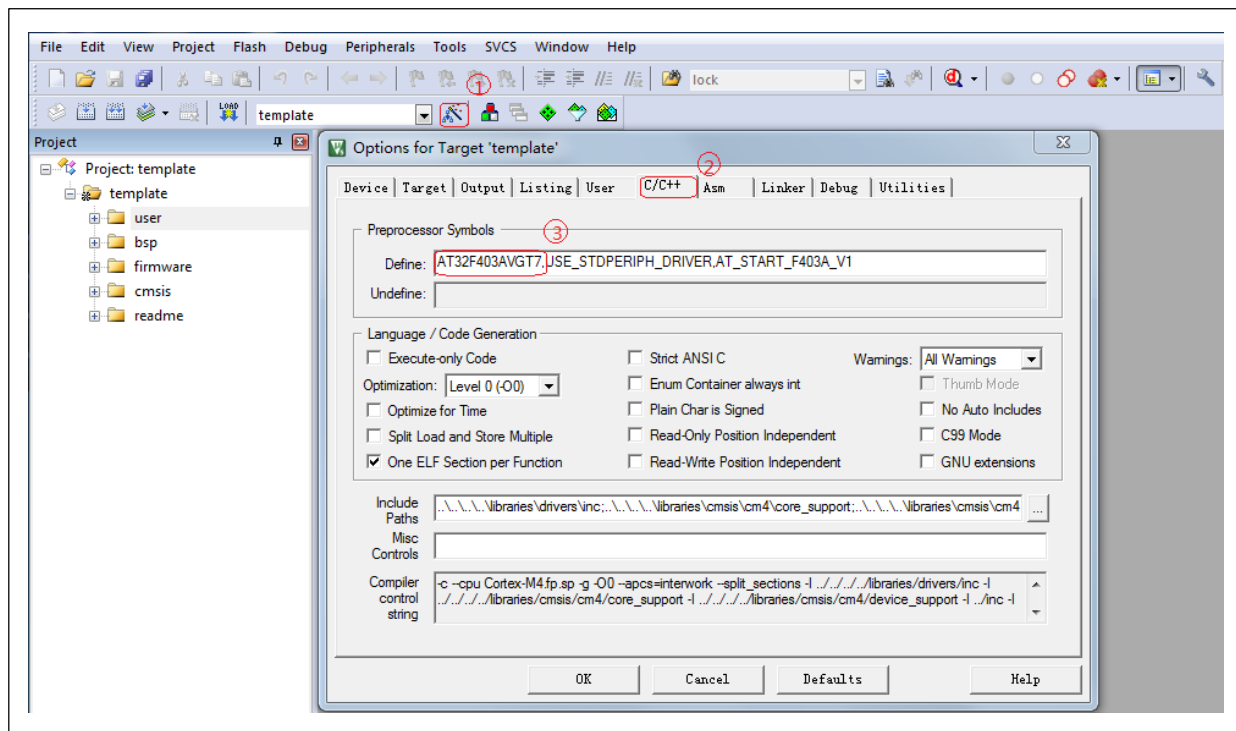 File Edit View Project Flash Debug Peripherals Tools SVCS Window Help
① lock
LOAD template
Project
Project: template
template
user
bsp
firmware
cmsis
readme
Options for Target 'template'
②
Device Target Output Listing User C/C++ Asm Linker Debug Utilities
Preprocessor Symbols ③
Define: AT32F403AVGT7,USE_STDPERIPH_DRIVER,AT_START_F403A_V1
Undefine:
Language / Code Generation
Execute-only Code Strict ANSI C Warnings: All Warnings
Optimization: Level 0 (-O0) Enum Container always int Thumb Mode
Optimize for Time Plain Char is Signed No Auto Includes
Split Load and Store Multiple Read-Only Position Independent C99 Mode
One ELF Section per Function Read-Write Position Independent GNU extensions
Include Paths ..\..\..\..\libraries\drivers\inc;..\..\..\..\libraries\cmsis\cm4\core_support;..\..\..\..\libraries\cmsis\cm4 ...
Misc Controls
Compiler control string -c --cpu Cortex-M4.fp.sp -g -O0 --apcs=interwork --split_sections -I ../../../../libraries/drivers/inc -I
../../../../libraries/cmsis/cm4/core_support -I ../../../../libraries/cmsis/cm4/device_support -I ../inc -I
OK Cancel Defaults Help